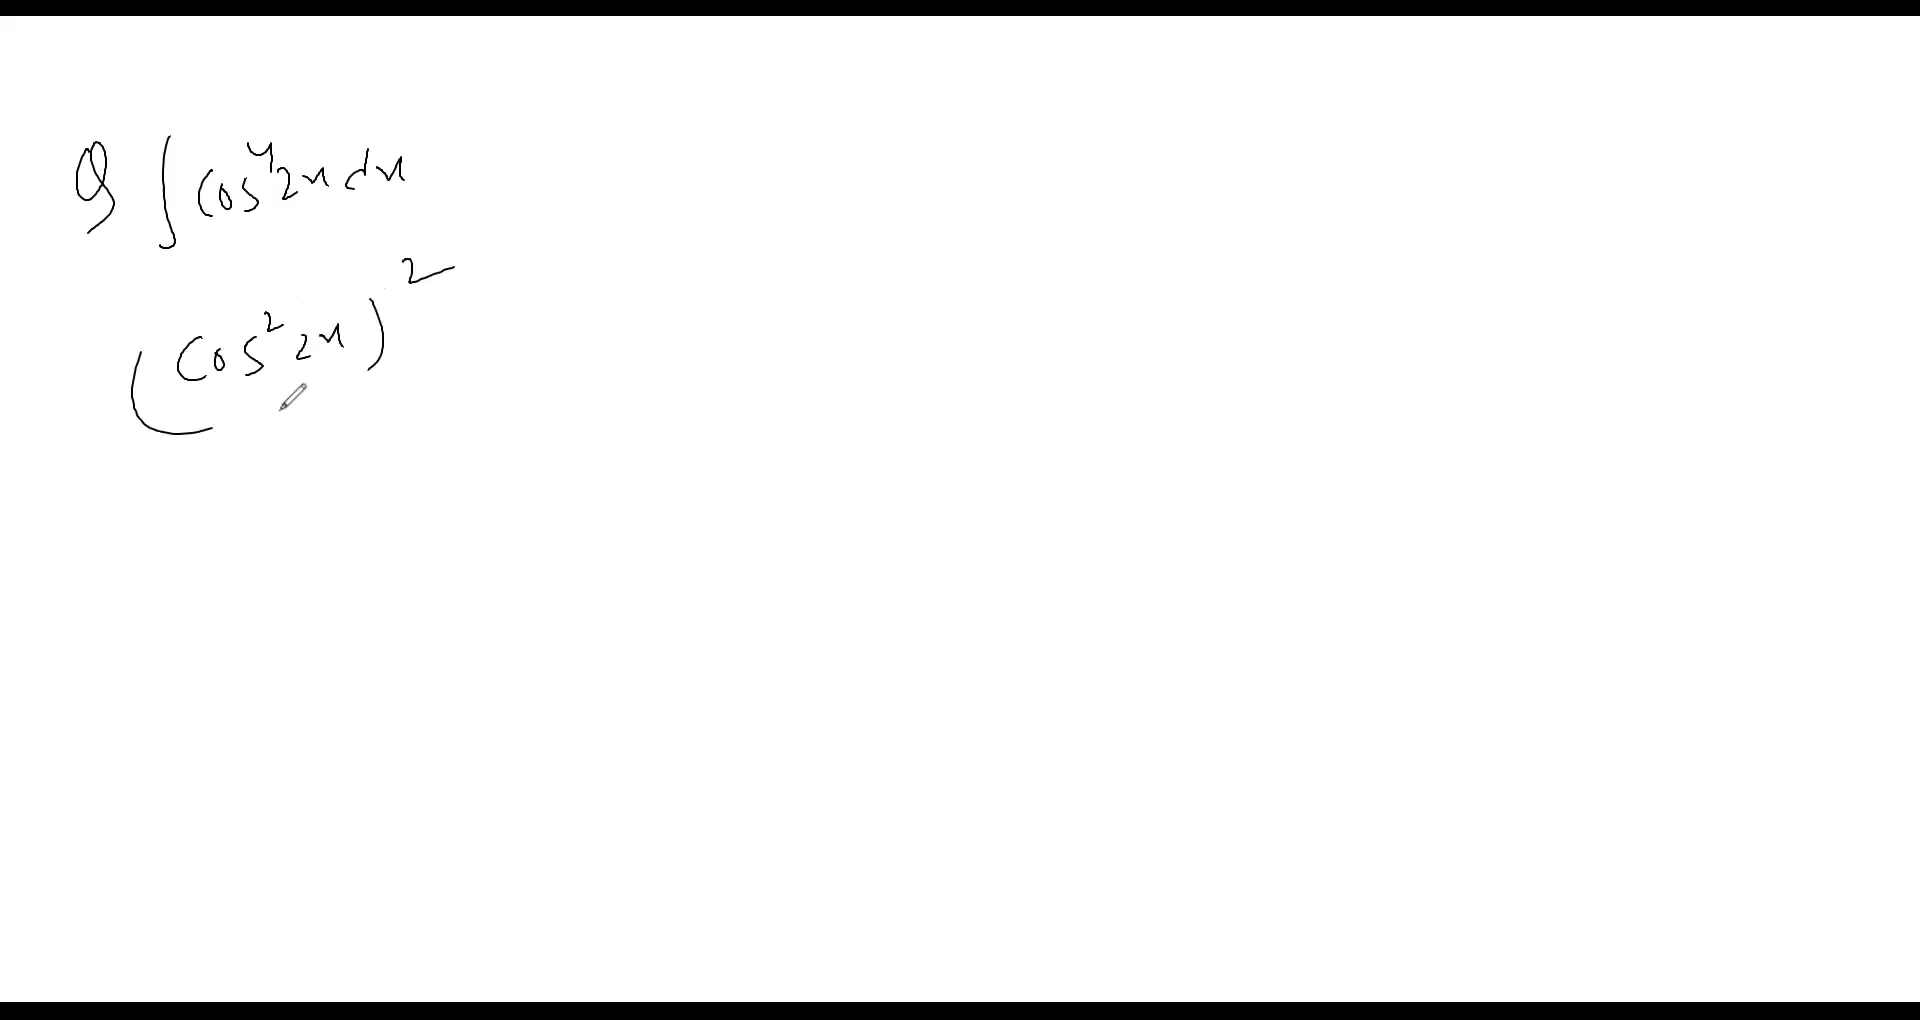 Q ∫ cos⁴2x dx
(cos²2x)²